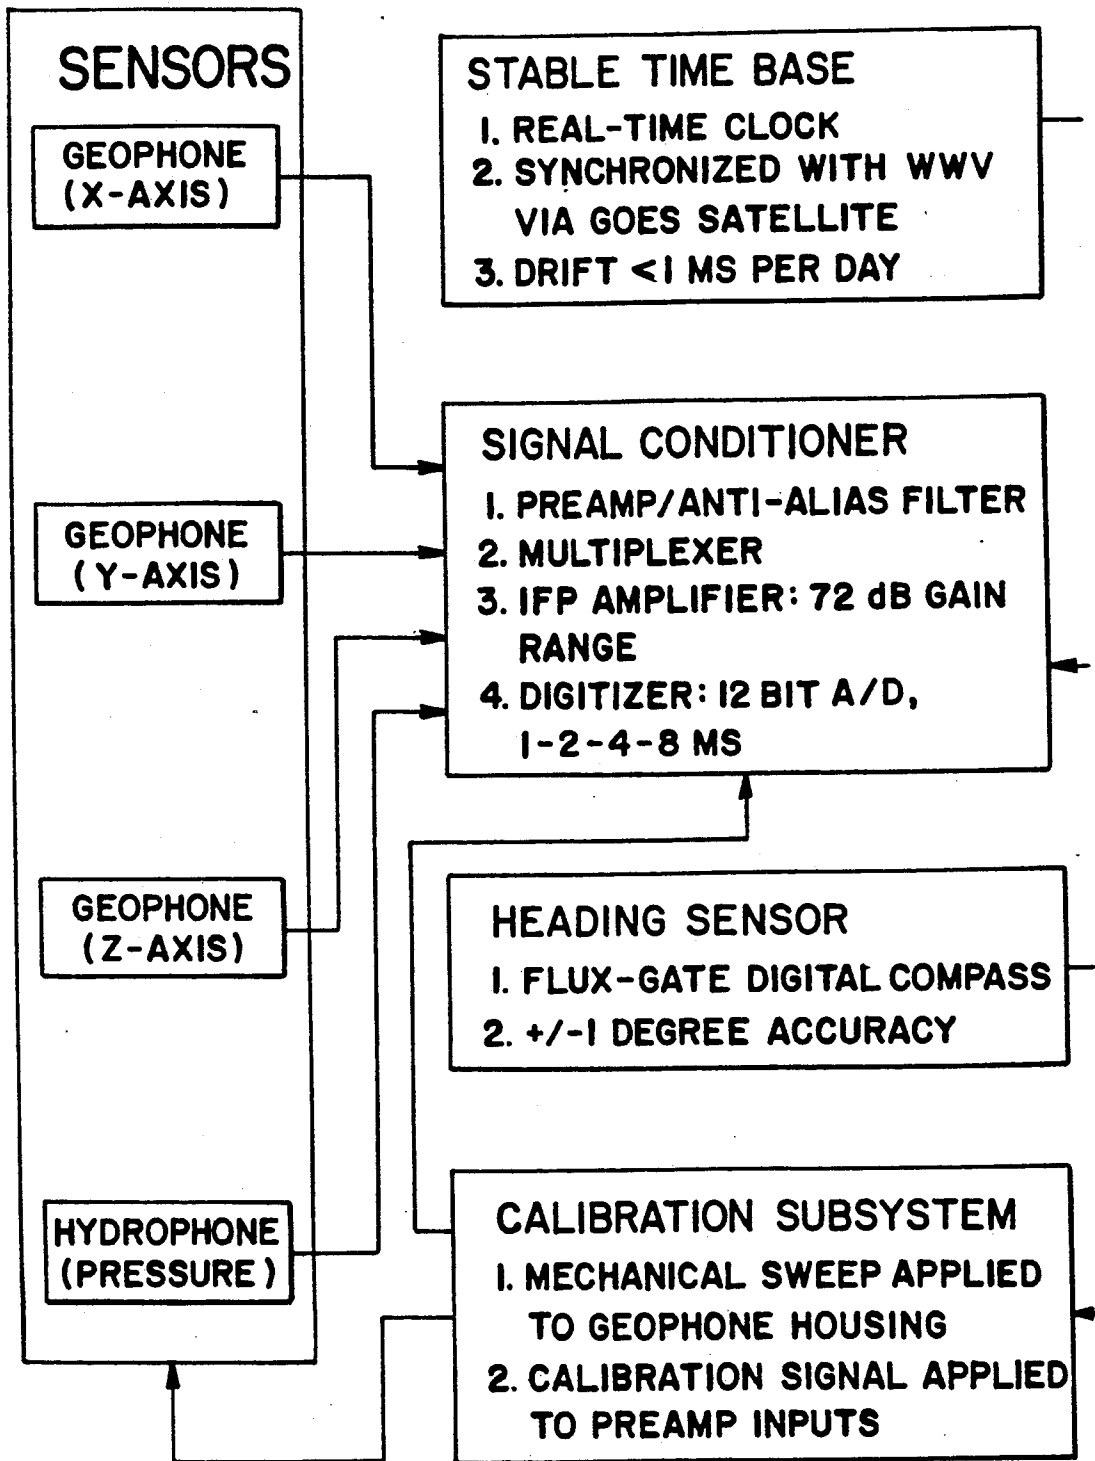 SENSORS
GEOPHONE
(X-AXIS)
GEOPHONE
(Y-AXIS)
GEOPHONE
(Z-AXIS)
HYDROPHONE
(PRESSURE)
STABLE TIME BASE
1. REAL-TIME CLOCK
2. SYNCHRONIZED WITH WWV
VIA GOES SATELLITE
3. DRIFT <1 MS PER DAY
SIGNAL CONDITIONER
1. PREAMP/ANTI-ALIAS FILTER
2. MULTIPLEXER
3. IFP AMPLIFIER: 72 dB GAIN
RANGE
4. DIGITIZER: 12 BIT A/D,
1-2-4-8 MS
HEADING SENSOR
1. FLUX-GATE DIGITAL COMPASS
2. +/-1 DEGREE ACCURACY
CALIBRATION SUBSYSTEM
1. MECHANICAL SWEEP APPLIED
TO GEOPHONE HOUSING
2. CALIBRATION SIGNAL APPLIED
TO PREAMP INPUTS